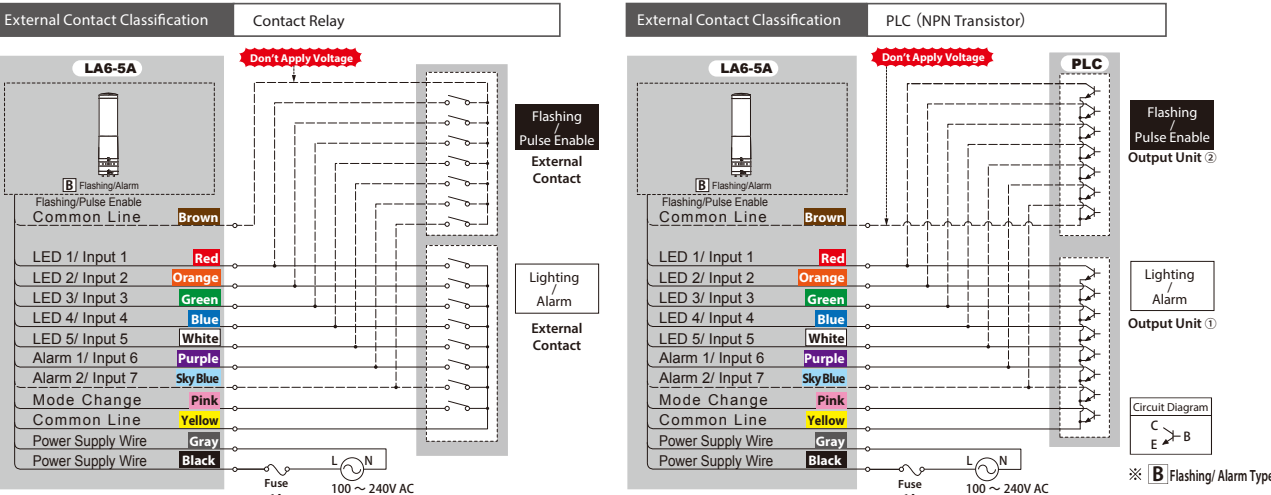 External Contact Classification
Contact Relay
Don't Apply Voltage
LA6-5A
B Flashing/Alarm
Flashing/Pulse Enable
Common Line Brown
LED 1/ Input 1 Red
LED 2/ Input 2 Orange
LED 3/ Input 3 Green
LED 4/ Input 4 Blue
LED 5/ Input 5 White
Alarm 1/ Input 6 Purple
Alarm 2/ Input 7 Sky Blue
Mode Change Pink
Common Line Yellow
Power Supply Wire Gray
Power Supply Wire Black
Fuse
L N
100 ～ 240V AC
Flashing
/
Pulse Enable
External
Contact
Lighting
/
Alarm
External
Contact
External Contact Classification
PLC（NPN Transistor）
Don't Apply Voltage
LA6-5A
PLC
B Flashing/Alarm
Flashing/Pulse Enable
Common Line Brown
LED 1/ Input 1 Red
LED 2/ Input 2 Orange
LED 3/ Input 3 Green
LED 4/ Input 4 Blue
LED 5/ Input 5 White
Alarm 1/ Input 6 Purple
Alarm 2/ Input 7 Sky Blue
Mode Change Pink
Common Line Yellow
Power Supply Wire Gray
Power Supply Wire Black
Fuse
L N
100 ～ 240V AC
Flashing
/
Pulse Enable
Output Unit ②
Lighting
/
Alarm
Output Unit ①
Circuit Diagram
C
B
E
※ B Flashing/ Alarm Type